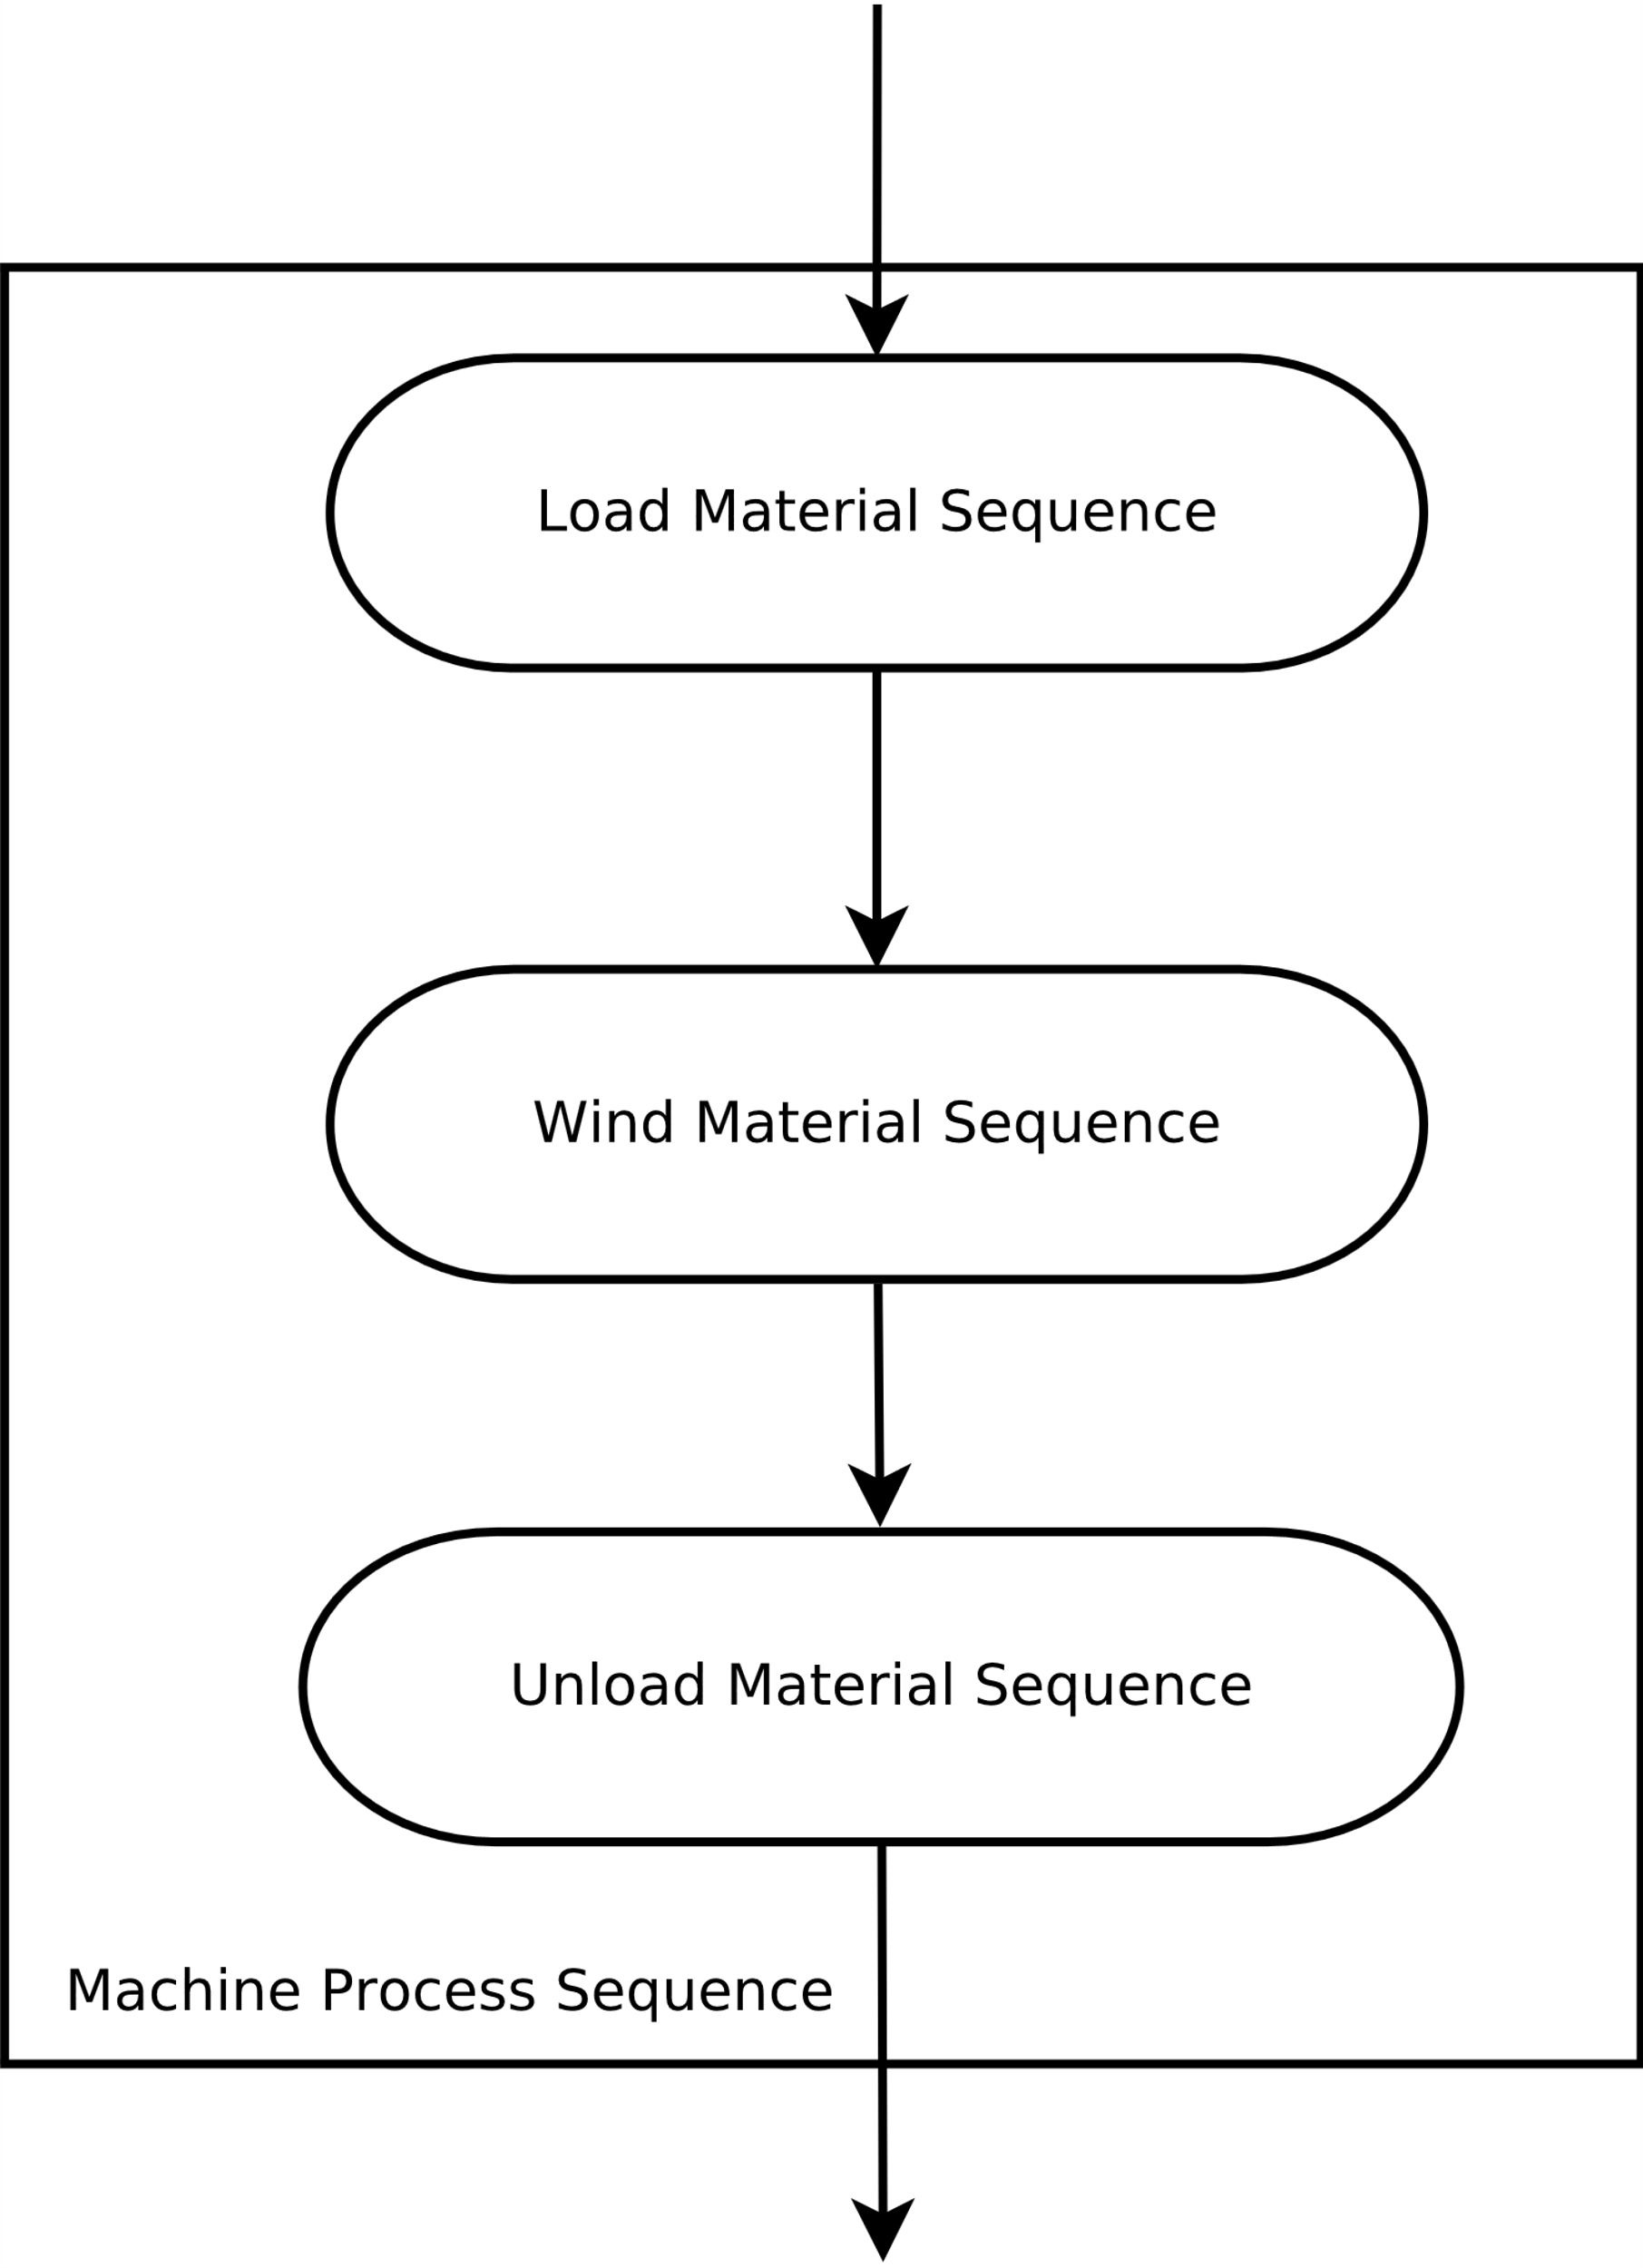 Load Material Sequence
Wind Material Sequence
Unload Material Sequence
Machine Process Sequence